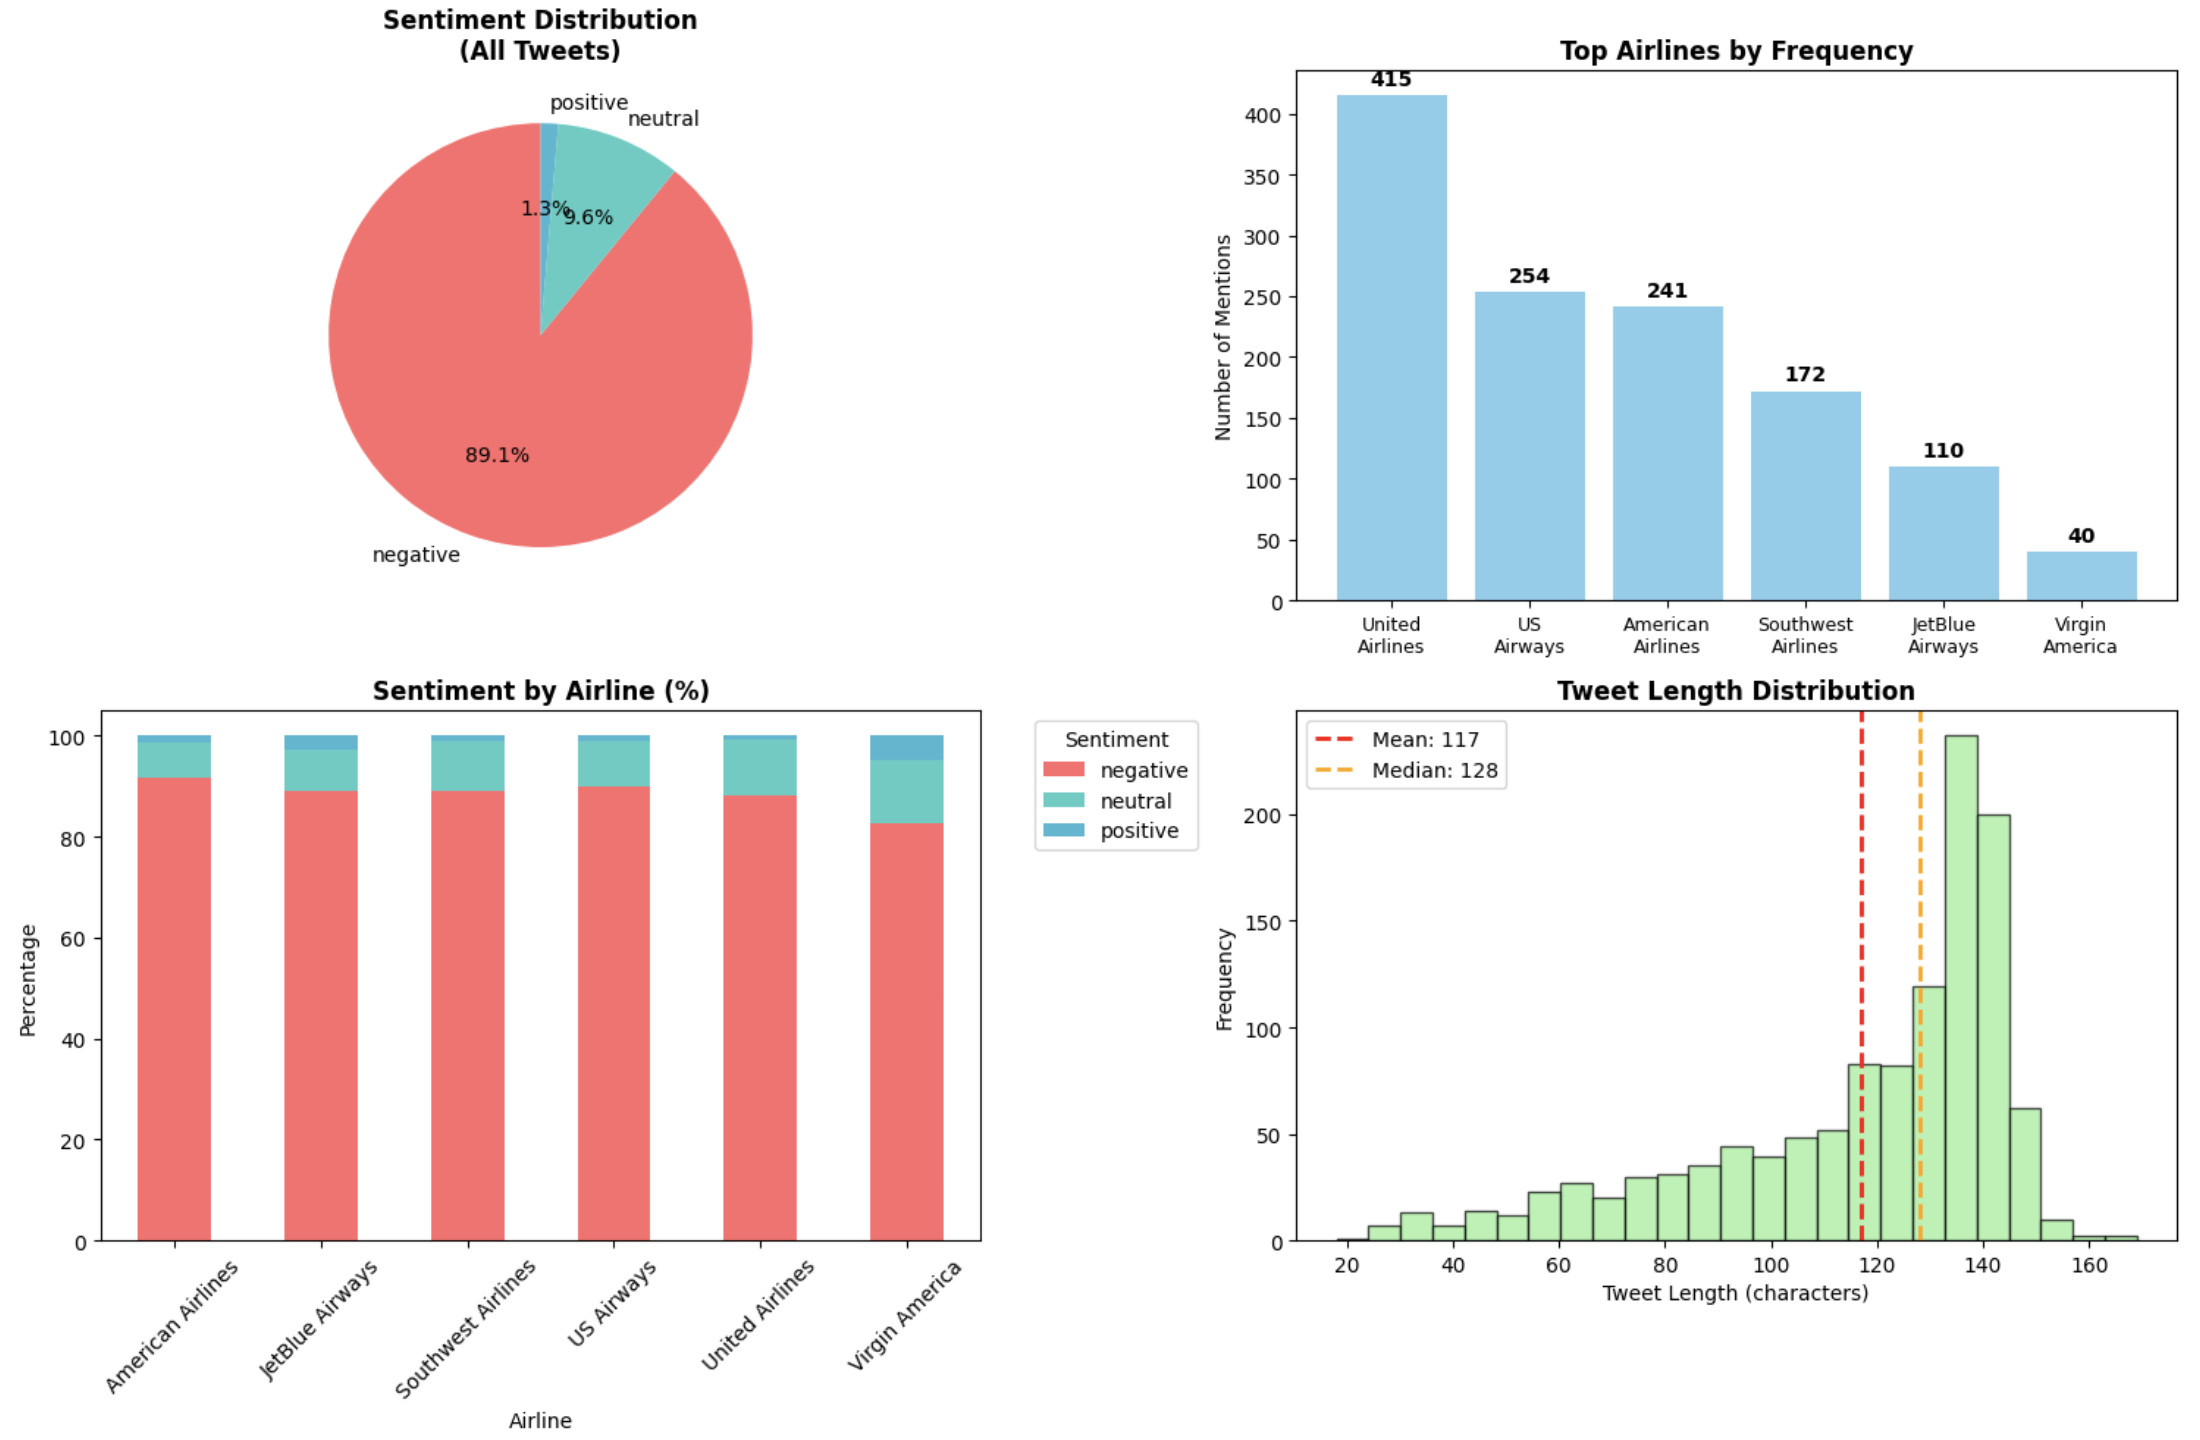 Sentiment Distribution
(All Tweets)
positive
neutral
1.3%
9.6%
89.1%
negative
Top Airlines by Frequency
415
254
241
172
110
40
Number of Mentions
400
350
300
250
200
150
100
50
0
United
Airlines
US
Airways
American
Airlines
Southwest
Airlines
JetBlue
Airways
Virgin
America
Sentiment by Airline (%)
Percentage
100
80
60
40
20
0
American Airlines
JetBlue Airways
Southwest Airlines
US Airways
United Airlines
Virgin America
Airline
Sentiment
negative
neutral
positive
Tweet Length Distribution
Mean: 117
Median: 128
Frequency
200
150
100
50
0
20
40
60
80
100
120
140
160
Tweet Length (characters)